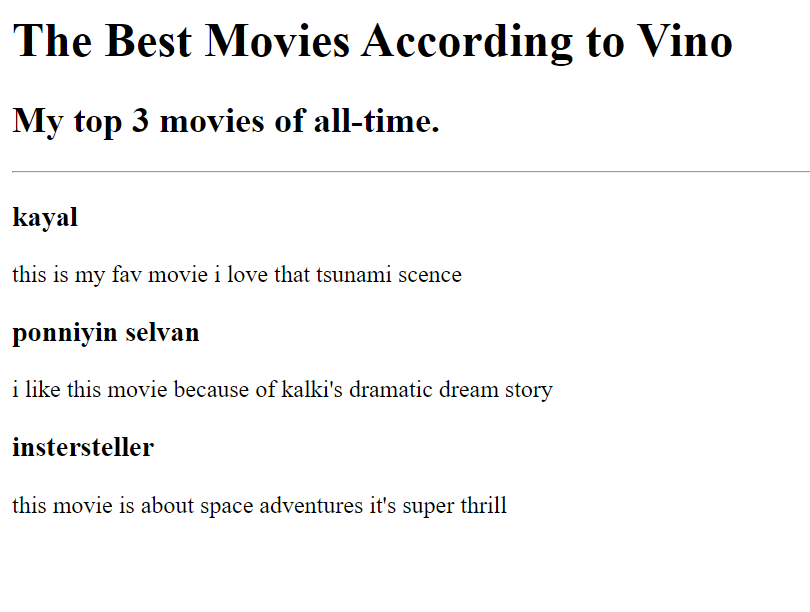 The Best Movies According to Vino
My top 3 movies of all-time.
kayal
this is my fav movie i love that tsunami scence
ponniyin selvan
i like this movie because of kalki's dramatic dream story
instersteller
this movie is about space adventures it's super thrill